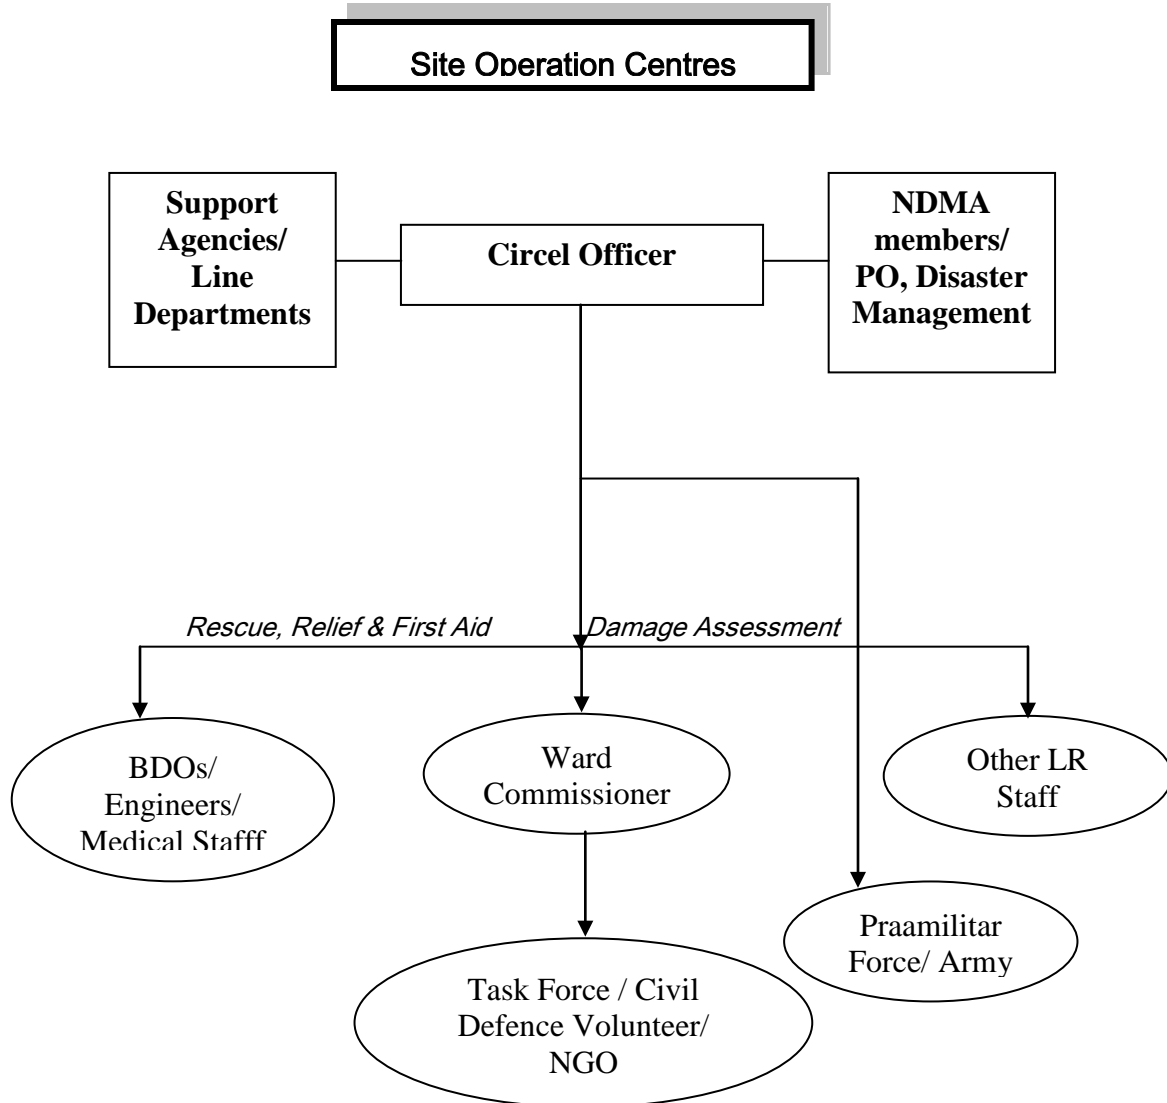 Site Operation Centres
Support
Agencies/
Line
Departments
Circel Officer
NDMA
members/
PO, Disaster
Management
Rescue, Relief & First Aid
Damage Assessment
BDOs/
Engineers/
Medical Stafff
Ward
Commissioner
Other LR
Staff
Praamilitar
Force/ Army
Task Force / Civil
Defence Volunteer/
NGO